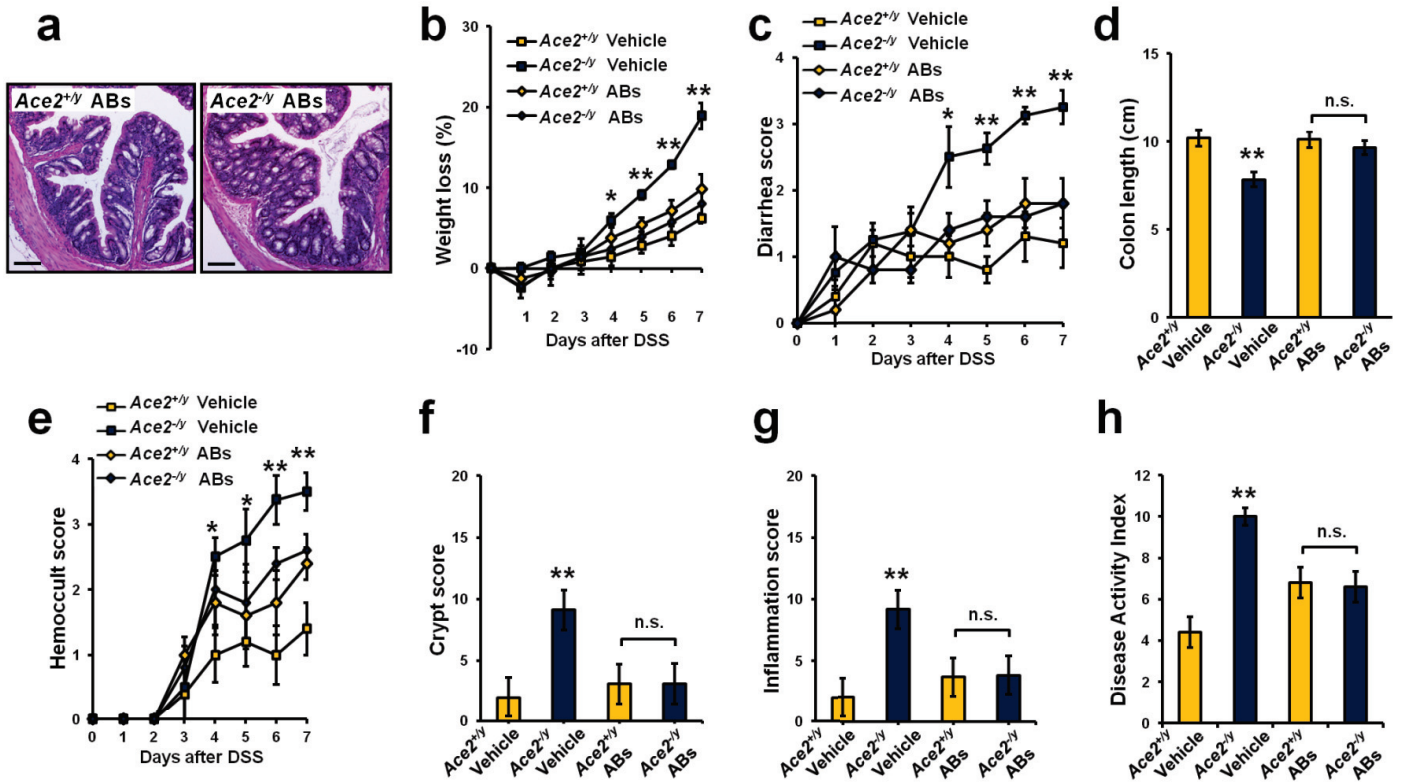 a
Ace2+/y ABs
Ace2-/y ABs
b
Ace2+/y Vehicle
Ace2-/y Vehicle
Ace2+/y ABs
Ace2-/y ABs
Weight loss (%)
30
20
10
0
-10
* ** ** **
1 2 3 4 5 6 7
Days after DSS
c
Ace2+/y Vehicle
Ace2-/y Vehicle
Ace2+/y ABs
Ace2-/y ABs
Diarrhea score
4
3
2
1
0
* ** ** **
0 1 2 3 4 5 6 7
Days after DSS
d
Colon length (cm)
15
10
5
0
**
n.s.
Ace2+/y Vehicle
Ace2-/y Vehicle
Ace2+/y ABs
Ace2-/y ABs
e
Ace2+/y Vehicle
Ace2-/y Vehicle
Ace2+/y ABs
Ace2-/y ABs
Hemoccult score
4
3
2
1
0
* * ** **
0 1 2 3 4 5 6 7
Days after DSS
f
Crypt score
20
15
10
5
0
**
n.s.
Ace2+/y Vehicle
Ace2-/y Vehicle
Ace2+/y ABs
Ace2-/y ABs
g
Inflammation score
20
15
10
5
0
**
n.s.
Ace2+/y Vehicle
Ace2-/y Vehicle
Ace2+/y ABs
Ace2-/y ABs
h
Disease Activity Index
12
10
8
6
4
2
0
**
n.s.
Ace2+/y Vehicle
Ace2-/y Vehicle
Ace2+/y ABs
Ace2-/y ABs